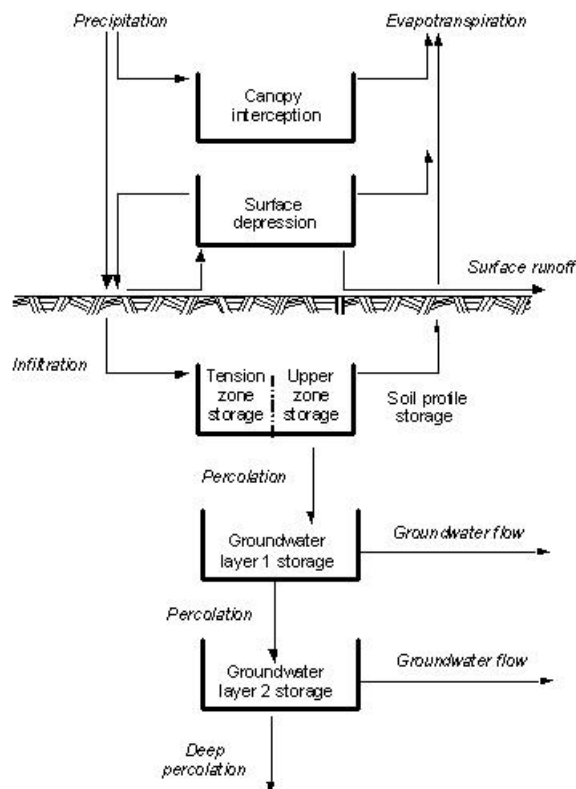 Precipitation
Evapotranspiration
Canopy
interception
Surface
depression
Surface runoff
Infiltration
Tension
zone
storage
Upper
zone
storage
Soil profile
storage
Percolation
Groundwater
layer 1 storage
Groundwater flow
Percolation
Groundwater
layer 2 storage
Groundwater flow
Deep
percolation